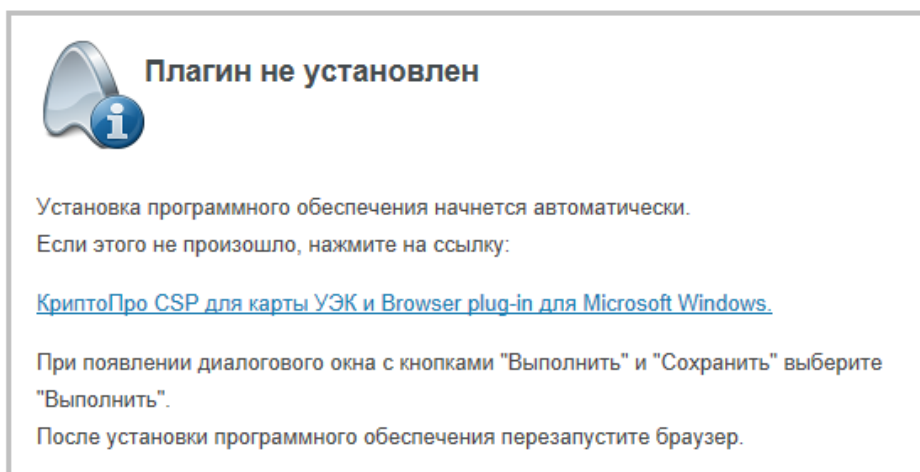 Плагин не установлен
Установка программного обеспечения начнется автоматически.
Если этого не произошло, нажмите на ссылку:
КриптоПро CSP для карты УЭК и Browser plug-in для Microsoft Windows.
При появлении диалогового окна с кнопками "Выполнить" и "Сохранить" выберите
"Выполнить".
После установки программного обеспечения перезапустите браузер.